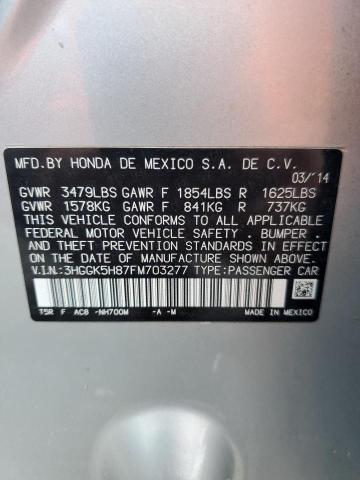 MFD.BY HONDA DE MEXICO S.A. DE C.V.
03/'14
GVWR 3479LBS GAWR F 1854LBS R 1625LBS
GVWR 1578KG GAWR F 841KG R 737KG
THIS VEHICLE CONFORMS TO ALL APPLICABLE
FEDERAL MOTOR VEHICLE SAFETY , BUMPER , AND
THEFT PREVENTION STANDARDS IN EFFECT ON THE
DATE OF MANUFACTURE SHOWN ABOVE.
V.I.N.:3HGGK5H87FM703277 TYPE:PASSENGER CAR
T5R F AC8 -NH700M -A -M MADE IN MEXICO